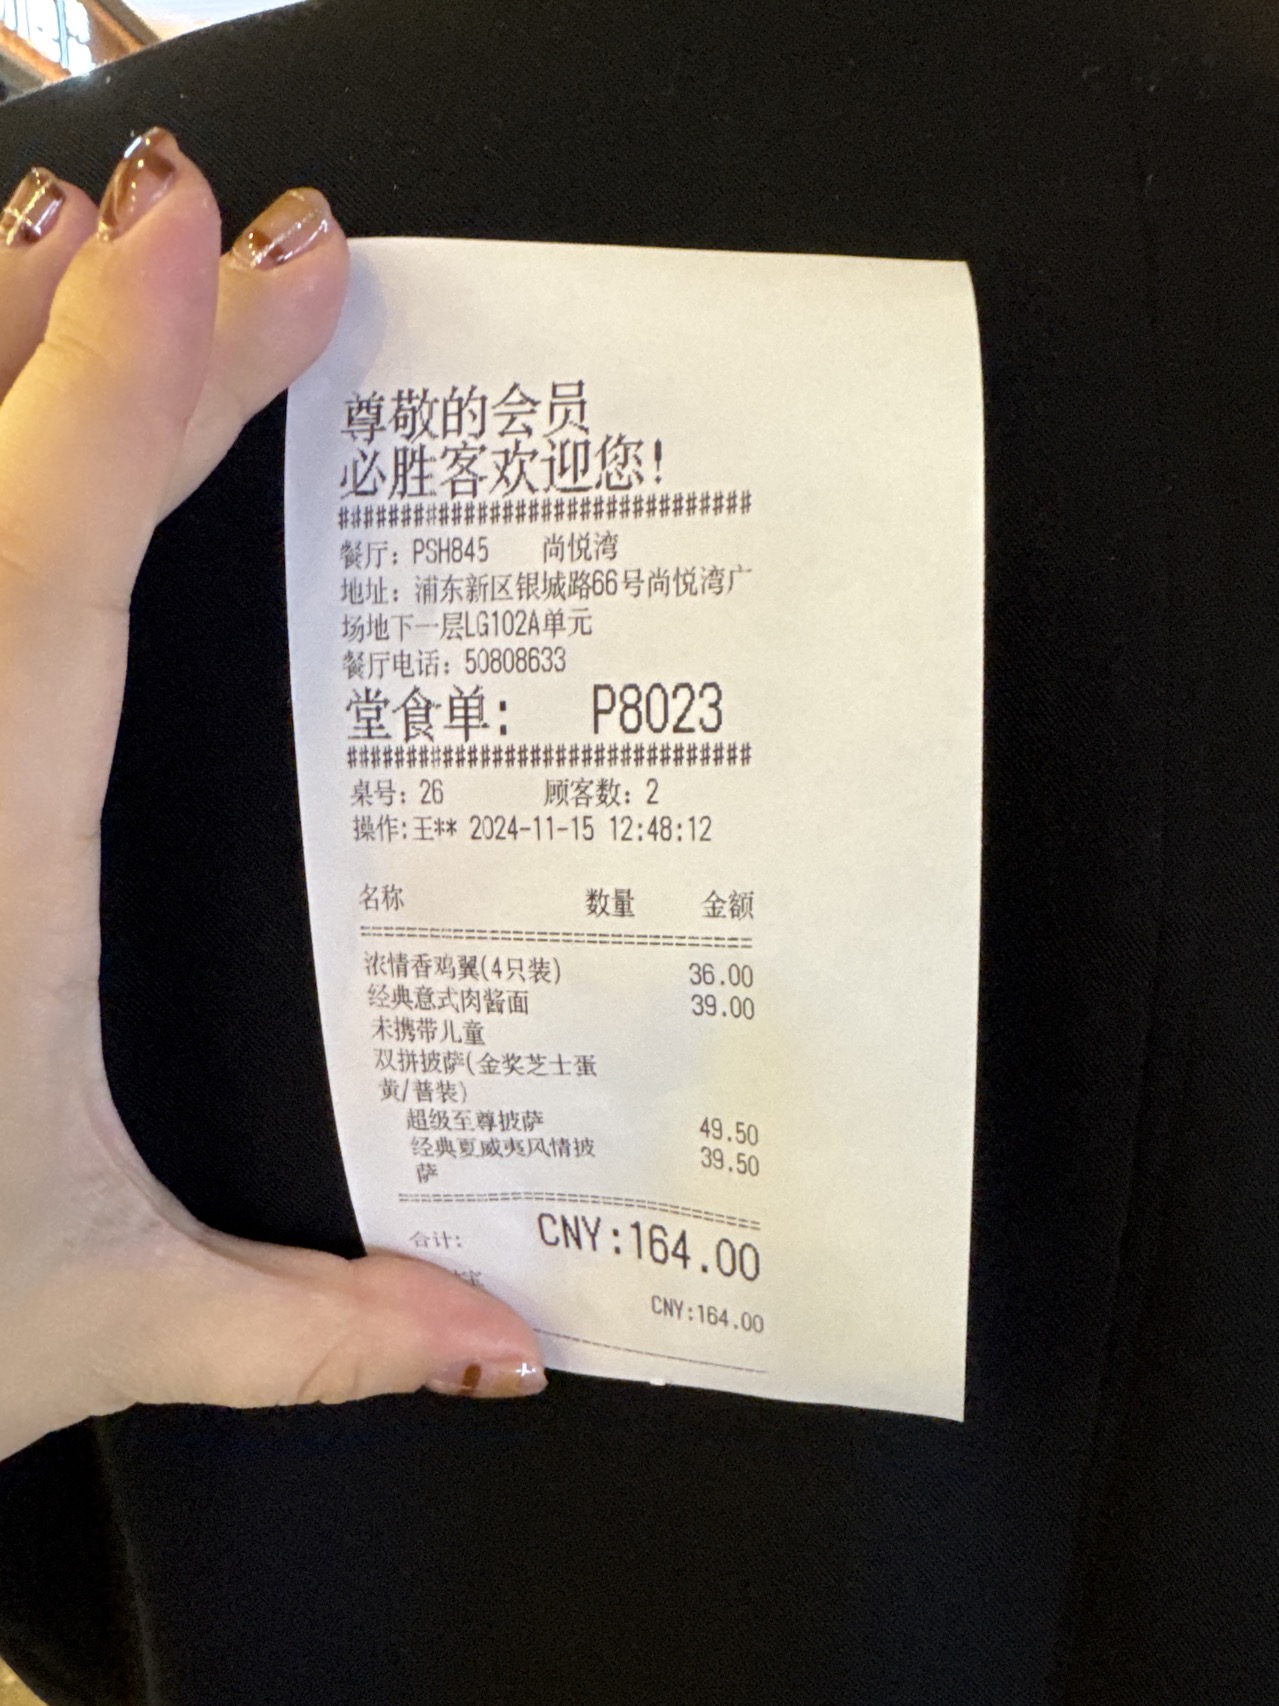 尊敬的会员
必胜客欢迎您!
##################################
餐厅: PSH845 尚悦湾
地址: 浦东新区银城路66号尚悦湾广
场地下一层LG102A单元
餐厅电话: 50808633
堂食单: P8023
##################################
桌号: 26 顾客数: 2
操作:王** 2024-11-15 12:48:12
名称 数量 金额
浓情香鸡翼(4只装) 36.00
经典意式肉酱面 39.00
未携带儿童
双拼披萨(金奖芝士蛋
黄/普装)
超级至尊披萨 49.50
经典夏威夷风情披 39.50
萨
合计: CNY:164.00
CNY:164.00